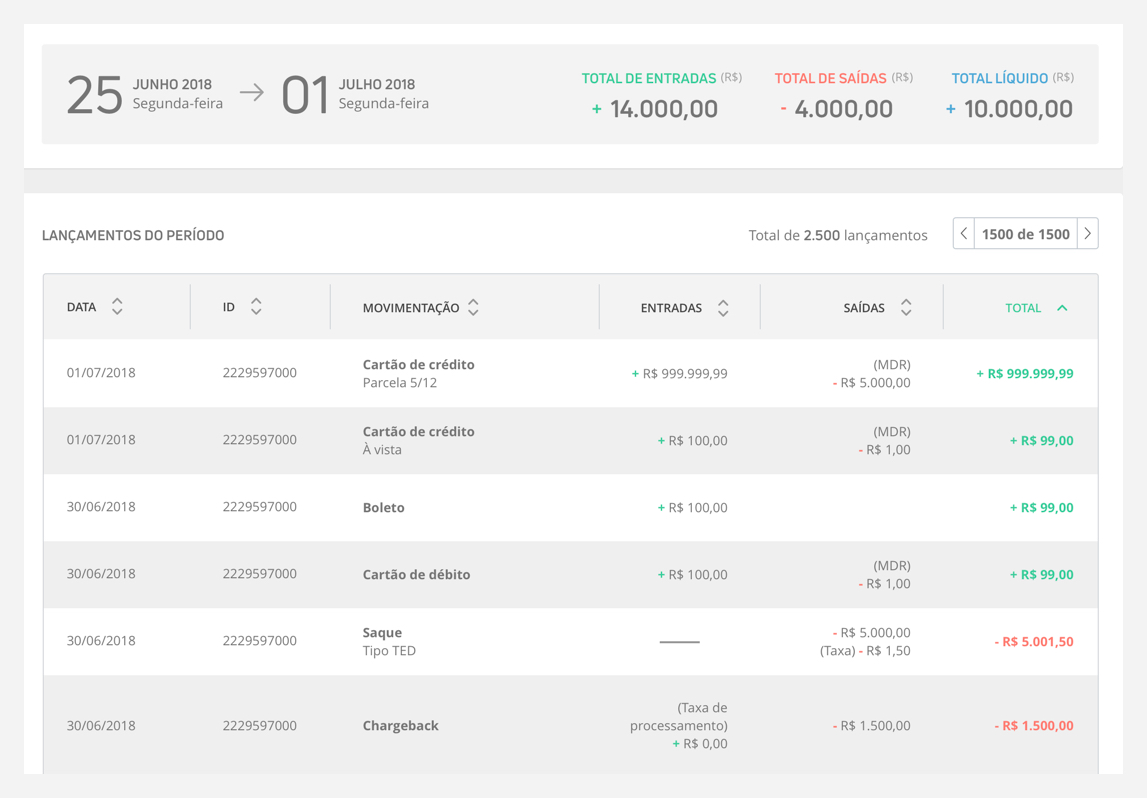 25 JUNHO 2018 Segunda-feira → 01 JULHO 2018 Segunda-feira
TOTAL DE ENTRADAS (R$) TOTAL DE SAÍDAS (R$) TOTAL LÍQUIDO (R$)
+ 14.000,00 - 4.000,00 + 10.000,00
LANÇAMENTOS DO PERÍODO Total de 2.500 lançamentos 1500 de 1500
DATA ID MOVIMENTAÇÃO ENTRADAS SAÍDAS TOTAL
01/07/2018 2229597000 Cartão de crédito
Parcela 5/12 + R$ 999.999,99 (MDR)
- R$ 5.000,00 + R$ 999.999,99
01/07/2018 2229597000 Cartão de crédito
À vista + R$ 100,00 (MDR)
- R$ 1,00 + R$ 99,00
30/06/2018 2229597000 Boleto + R$ 100,00 + R$ 99,00
30/06/2018 2229597000 Cartão de débito + R$ 100,00 (MDR)
- R$ 1,00 + R$ 99,00
30/06/2018 2229597000 Saque
Tipo TED - R$ 5.000,00
(Taxa) - R$ 1,50 - R$ 5.001,50
30/06/2018 2229597000 Chargeback (Taxa de
processamento)
+ R$ 0,00 - R$ 1.500,00 - R$ 1.500,00